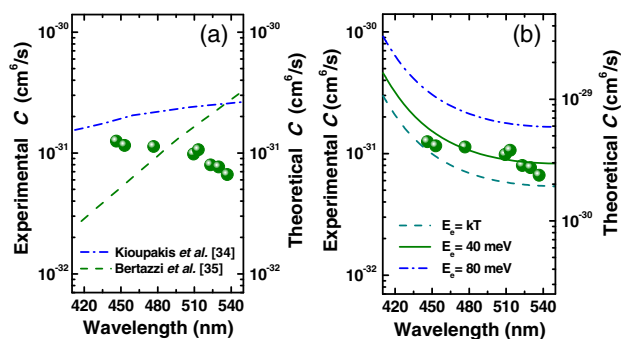 (a)
10^-30
10^-31
10^-32
Experimental C (cm^6/s)
10^-30
10^-31
10^-32
Theoretical C (cm^6/s)
Kioupakis et al. [34]
Bertazzi et al. [35]
420 450 480 510 540
Wavelength (nm)
(b)
10^-30
10^-31
10^-32
Experimental C (cm^6/s)
10^-29
10^-30
Theoretical C (cm^6/s)
E_e= kT
E_e= 40 meV
E_e= 80 meV
420 450 480 510 540
Wavelength (nm)